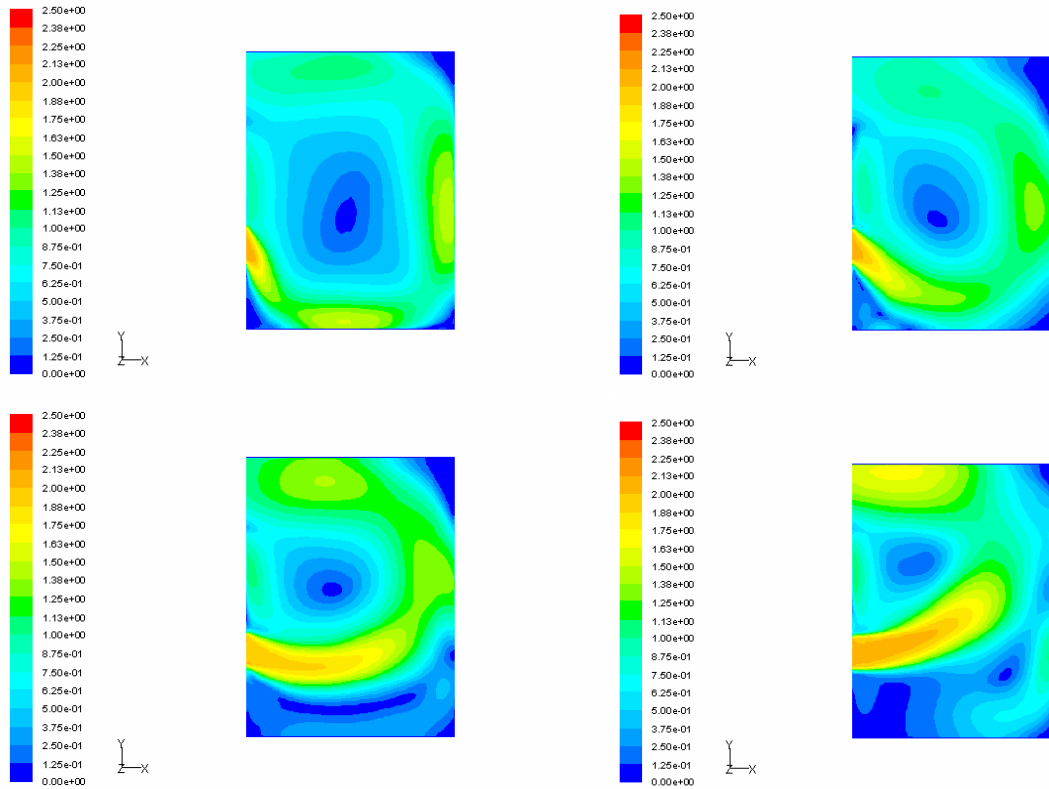 2.50e+00
2.38e+00
2.25e+00
2.13e+00
2.00e+00
1.88e+00
1.75e+00
1.63e+00
1.50e+00
1.38e+00
1.25e+00
1.13e+00
1.00e+00
8.75e-01
7.50e-01
6.25e-01
5.00e-01
3.75e-01
2.50e-01
1.25e-01
0.00e+00
Y
Z X
2.50e+00
2.38e+00
2.25e+00
2.13e+00
2.00e+00
1.88e+00
1.75e+00
1.63e+00
1.50e+00
1.38e+00
1.25e+00
1.13e+00
1.00e+00
8.75e-01
7.50e-01
6.25e-01
5.00e-01
3.75e-01
2.50e-01
1.25e-01
0.00e+00
Y
Z X
2.50e+00
2.38e+00
2.25e+00
2.13e+00
2.00e+00
1.88e+00
1.75e+00
1.63e+00
1.50e+00
1.38e+00
1.25e+00
1.13e+00
1.00e+00
8.75e-01
7.50e-01
6.25e-01
5.00e-01
3.75e-01
2.50e-01
1.25e-01
0.00e+00
Y
Z X
2.50e+00
2.38e+00
2.25e+00
2.13e+00
2.00e+00
1.88e+00
1.75e+00
1.63e+00
1.50e+00
1.38e+00
1.25e+00
1.13e+00
1.00e+00
8.75e-01
7.50e-01
6.25e-01
5.00e-01
3.75e-01
2.50e-01
1.25e-01
0.00e+00
Y
Z X